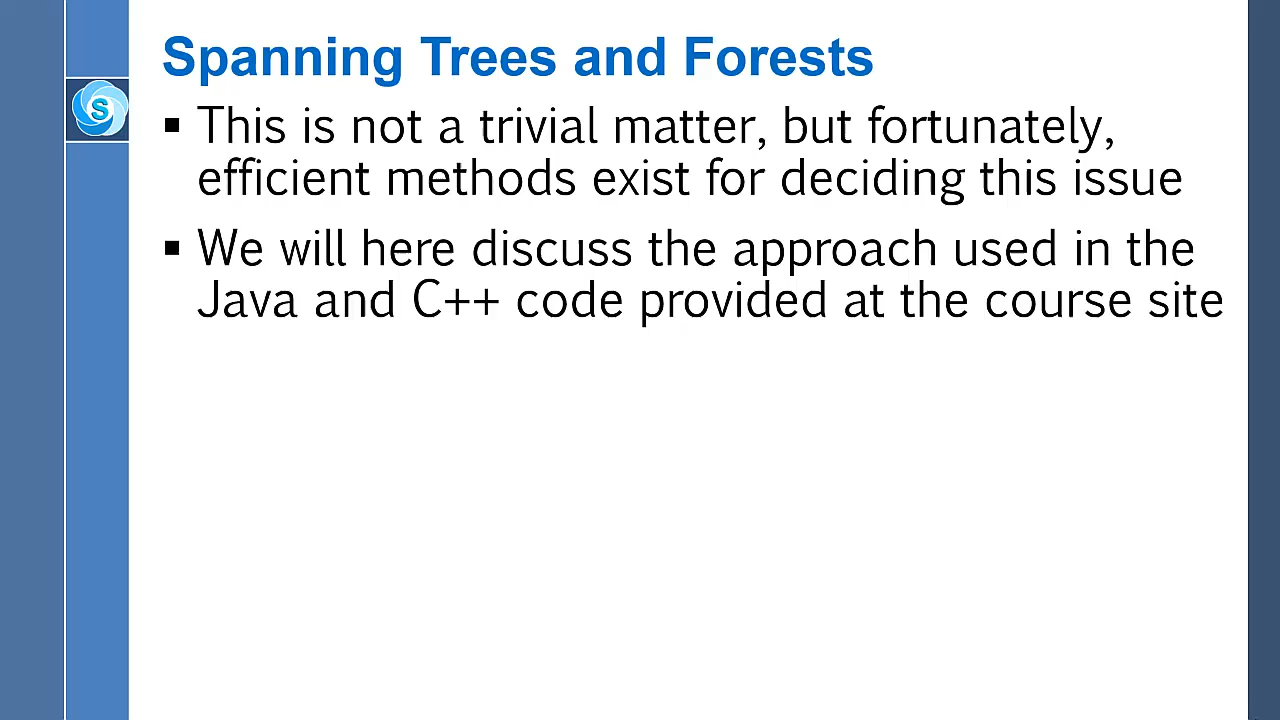 Spanning Trees and Forests
S
▪ This is not a trivial matter, but fortunately,
efficient methods exist for deciding this issue
▪ We will here discuss the approach used in the
Java and C++ code provided at the course site